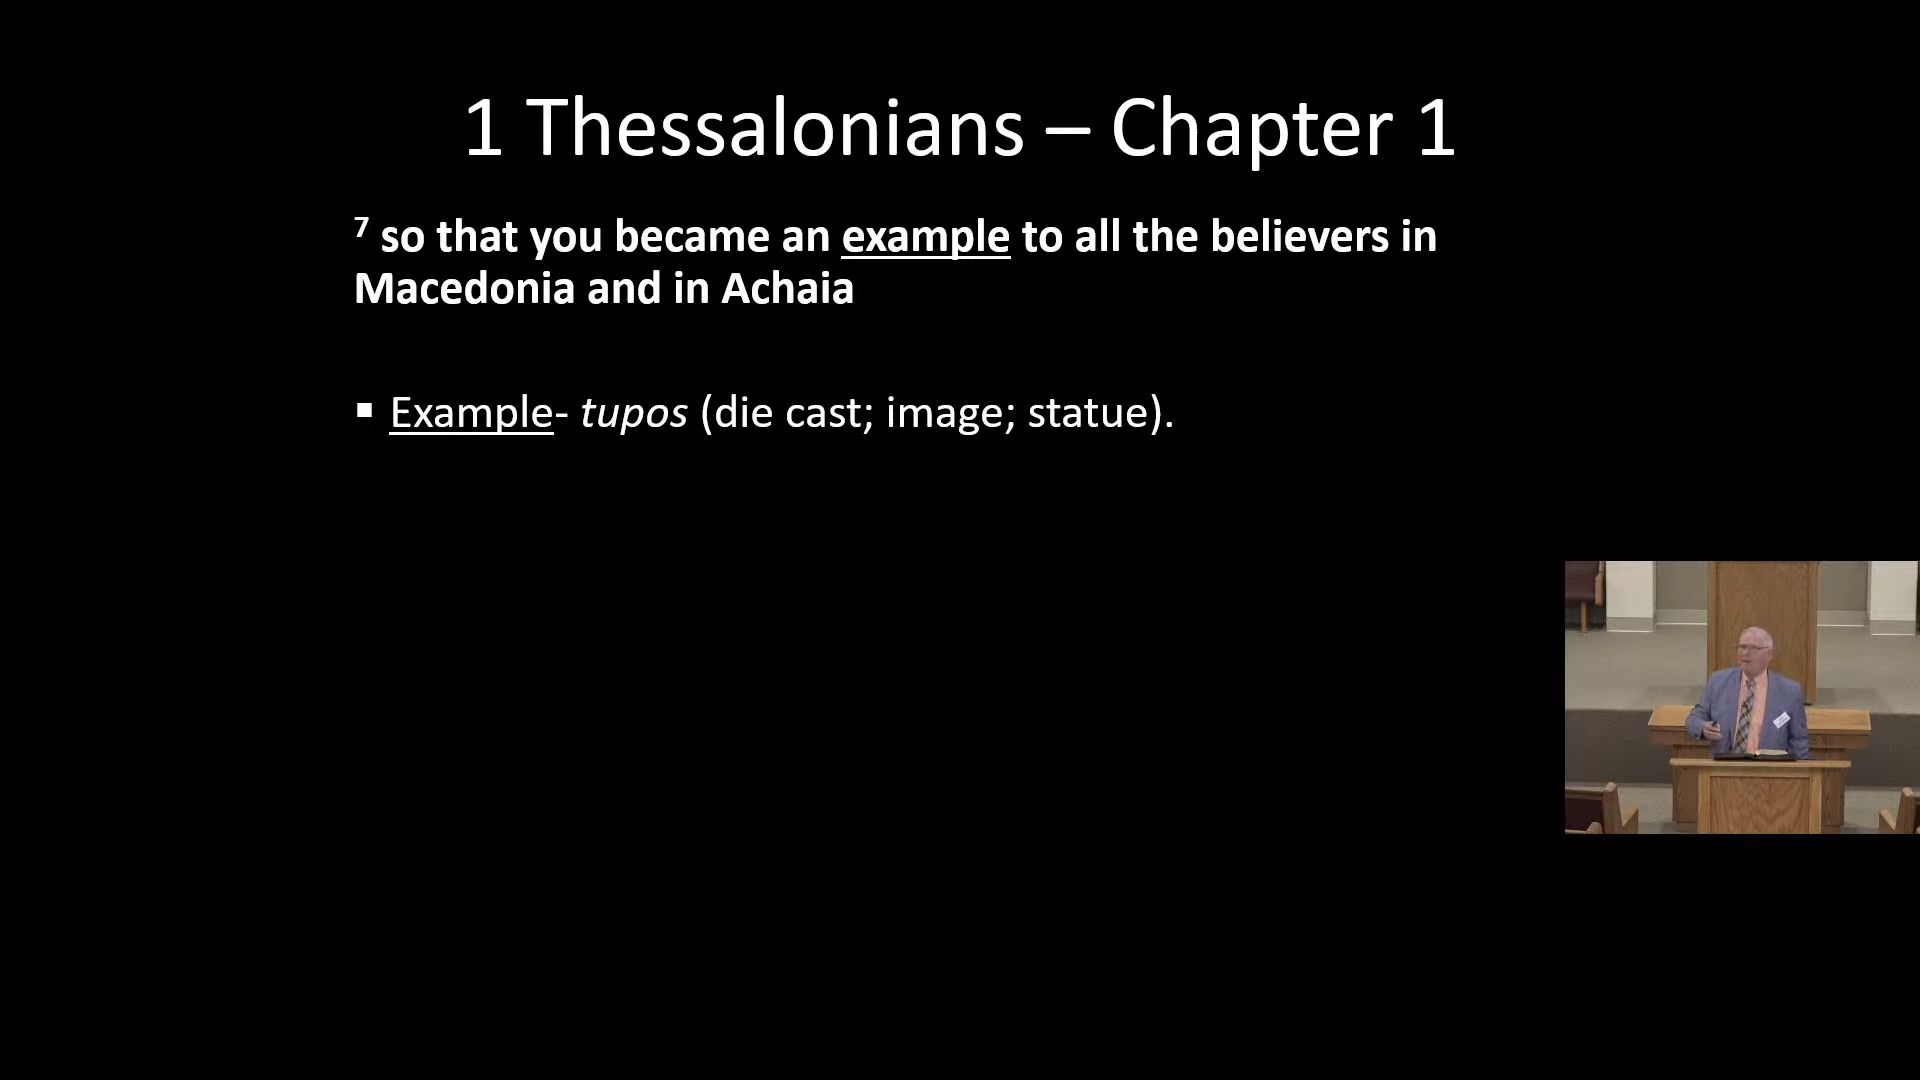 1 Thessalonians – Chapter 1
7 so that you became an example to all the believers in
Macedonia and in Achaia
▪ Example- tupos (die cast; image; statue).